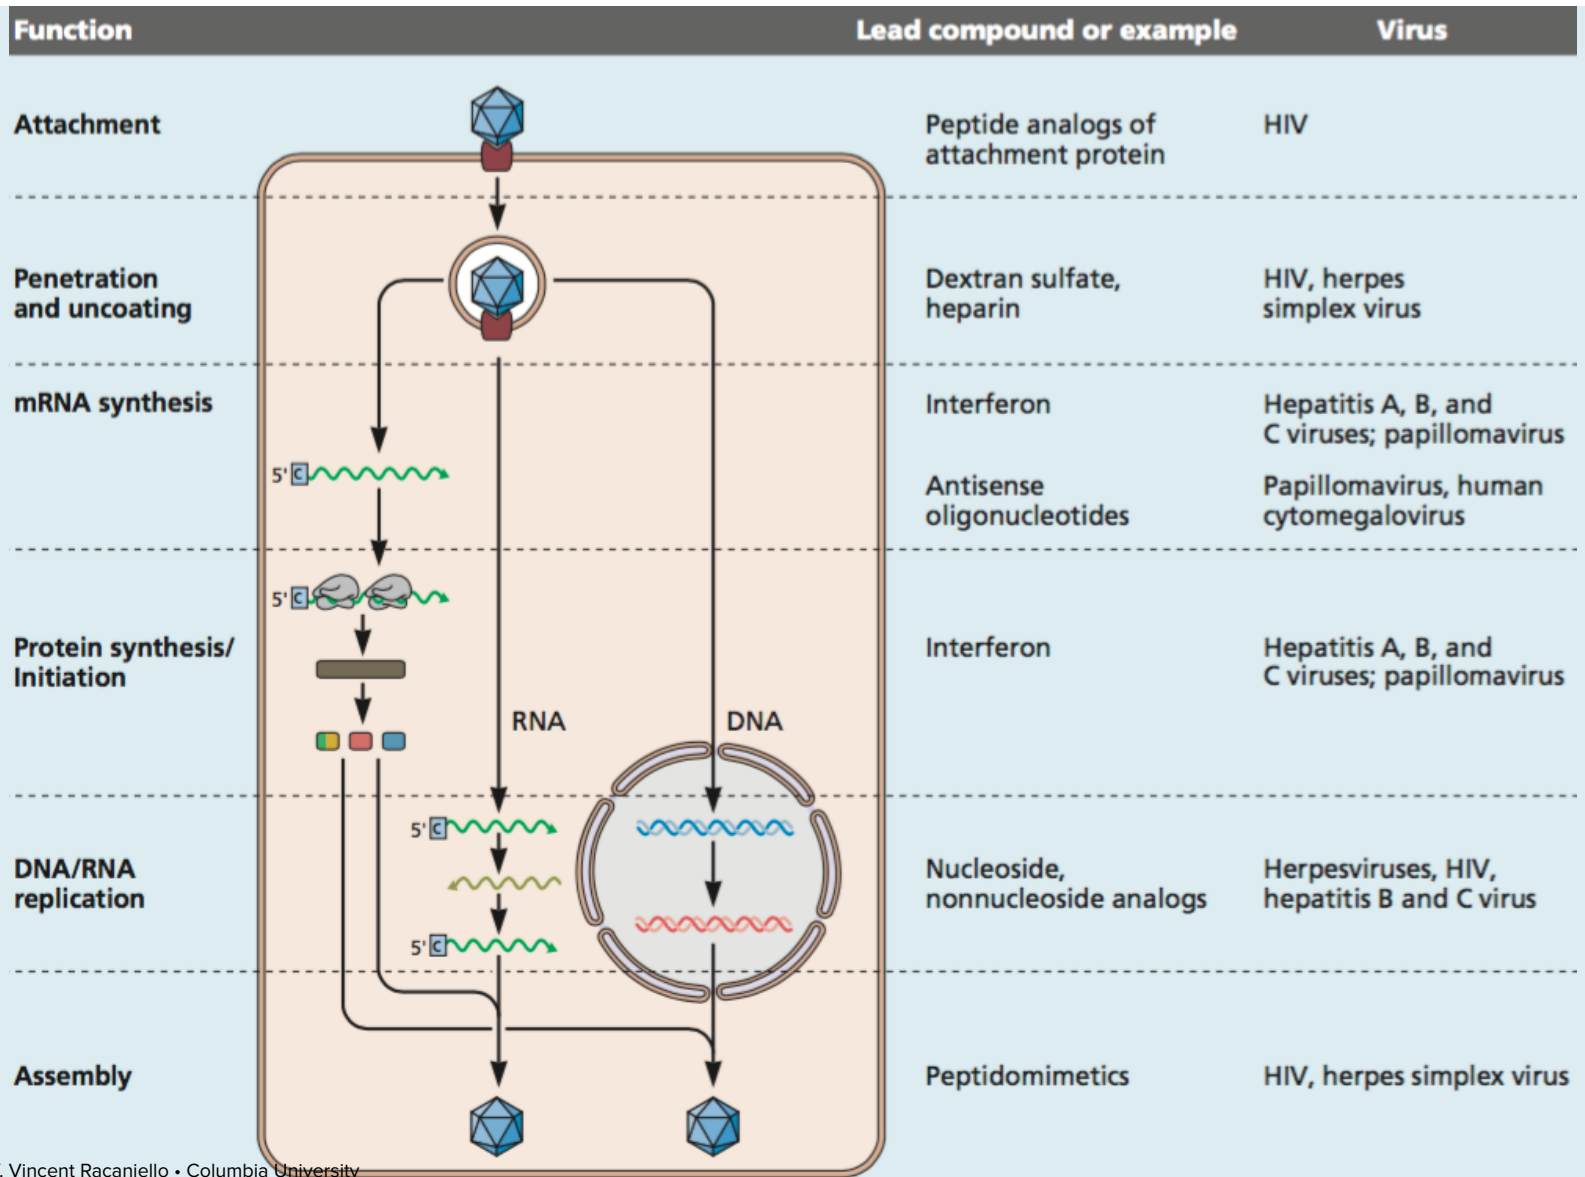 Function Lead compound or example Virus
Attachment
Peptide analogs of
attachment protein
HIV
Penetration
and uncoating
Dextran sulfate,
heparin
HIV, herpes
simplex virus
mRNA synthesis
Interferon
Hepatitis A, B, and
C viruses; papillomavirus
5' C
Antisense
oligonucleotides
Papillomavirus, human
cytomegalovirus
5' C
Protein synthesis/
Initiation
Interferon
Hepatitis A, B, and
C viruses; papillomavirus
RNA
DNA
5' C
DNA/RNA
replication
Nucleoside,
nonnucleoside analogs
Herpesviruses, HIV,
hepatitis B and C virus
5' C
Assembly
Peptidomimetics
HIV, herpes simplex virus
. Vincent Racaniello • Columbia University